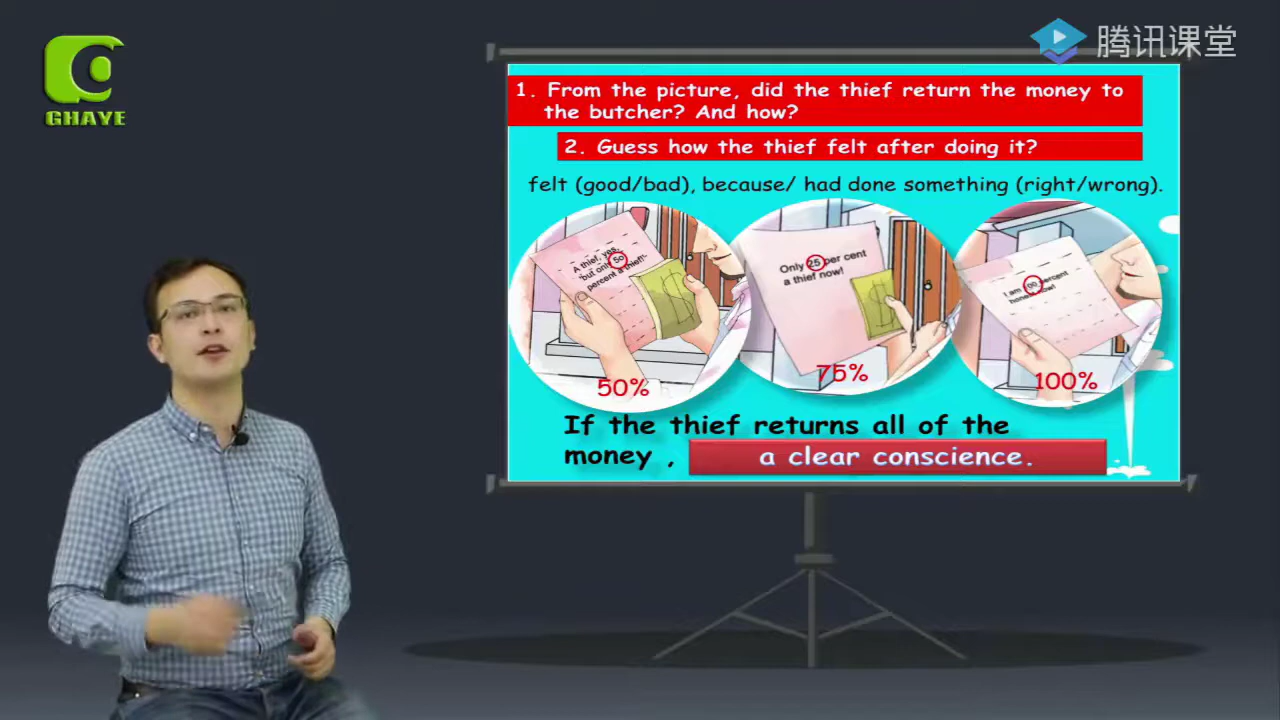 GHAYE
腾讯课堂
1. From the picture, did the thief return the money to
the butcher? And how?
2. Guess how the thief felt after doing it?
felt (good/bad), because/ had done something (right/wrong).
A thief, yes,
but only 50
percent a thief!
Only 25 per cent
a thief now!
I am 100 percent
honest now!
50%
75%
100%
If the thief returns all of the
money ,
a clear conscience.